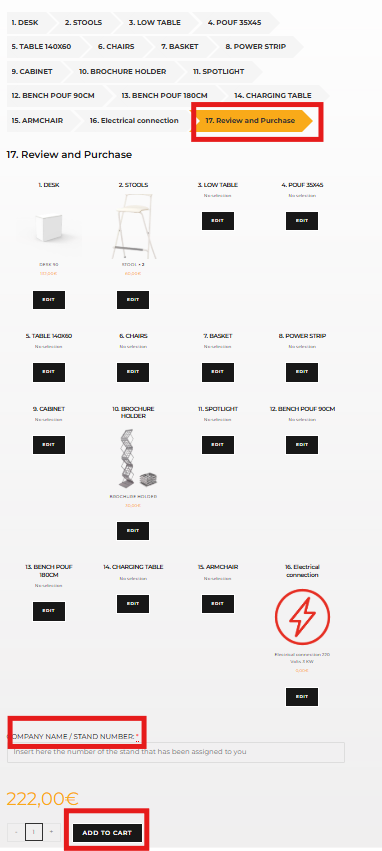 1. DESK 2. STOOLS 3. LOW TABLE 4. POUF 35X45
5. TABLE 140X60 6. CHAIRS 7. BASKET 8. POWER STRIP
9. CABINET 10. BROCHURE HOLDER 11. SPOTLIGHT
12. BENCH POUF 90CM 13. BENCH POUF 180CM 14. CHARGING TABLE
15. ARMCHAIR 16. Electrical connection 17. Review and Purchase
17. Review and Purchase
1. DESK 2. STOOLS 3. LOW TABLE 4. POUF 35X45
No selection No selection
EDIT EDIT
DESK 90 STOOL × 2
EDIT EDIT
5. TABLE 140X60 6. CHAIRS 7. BASKET 8. POWER STRIP
No selection No selection No selection No selection
EDIT EDIT EDIT EDIT
9. CABINET 10. BROCHURE HOLDER 11. SPOTLIGHT 12. BENCH POUF 90CM
No selection No selection No selection
EDIT EDIT EDIT
BROCHURE HOLDER
EDIT
13. BENCH POUF 180CM 14. CHARGING TABLE 15. ARMCHAIR 16. Electrical connection
No selection No selection No selection
EDIT EDIT EDIT
Electrical connection 220
Volts 3 KW
EDIT
COMPANY NAME / STAND NUMBER: *
Insert here the number of the stand that has been assigned to you
222,00€
- 1 +
ADD TO CART